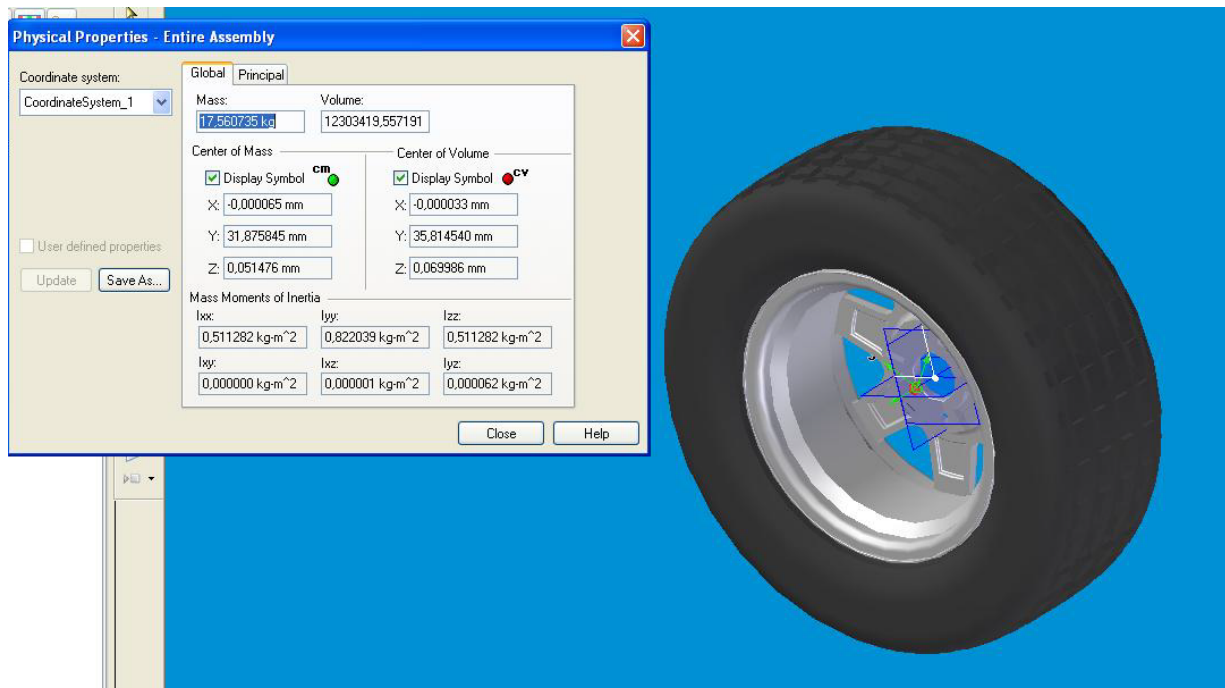 Physical Properties - Entire Assembly
Coordinate system:
CoordinateSystem_1
User defined properties
Update Save As...
Global Principal
Mass: Volume:
17,560735 kg 12303419,557191
Center of Mass Center of Volume
Display Symbol cm Display Symbol CV
X: -0,000065 mm X: -0,000033 mm
Y: 31,875845 mm Y: 35,814540 mm
Z: 0,051476 mm Z: 0,069986 mm
Mass Moments of Inertia
Ixx: Iyy: Izz:
0,511282 kg-m^2 0,822039 kg-m^2 0,511282 kg-m^2
Ixy: Ixz: Iyz:
0,000000 kg-m^2 0,000001 kg-m^2 0,000062 kg-m^2
Close Help